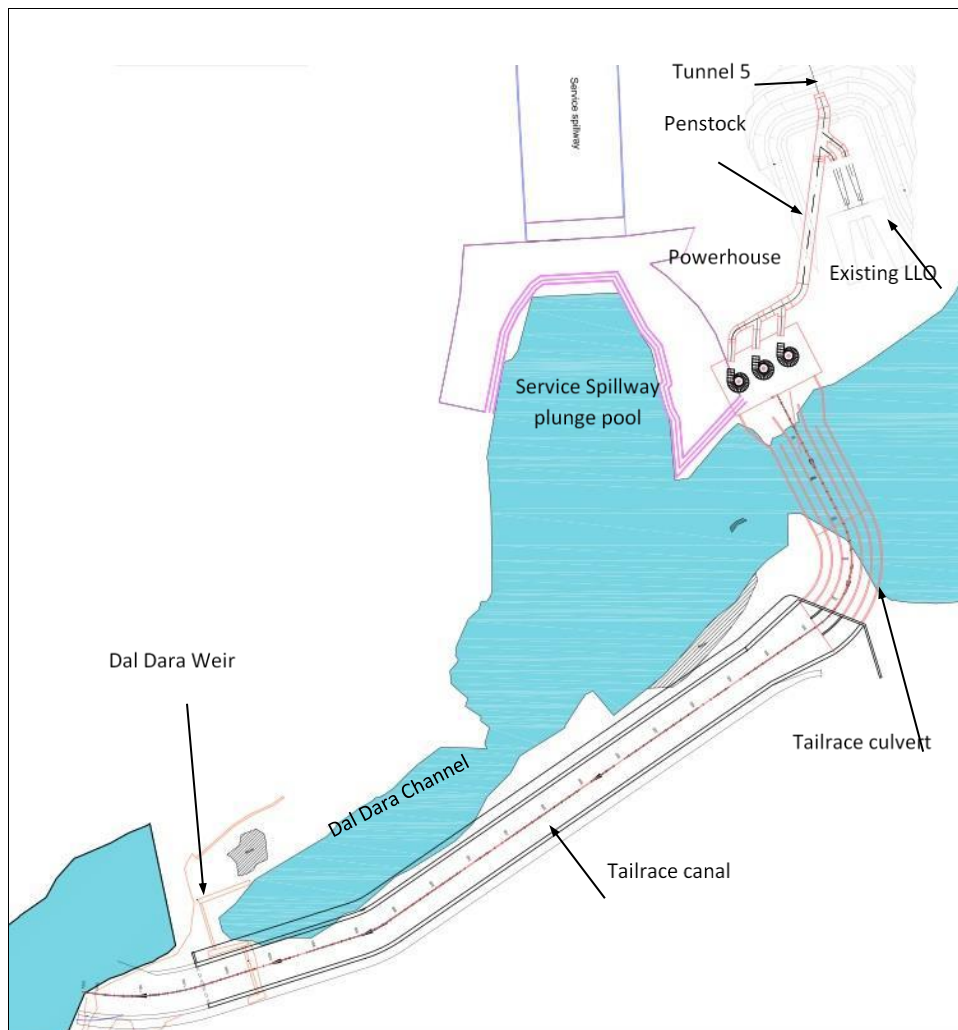 Tunnel 5
Service spillway
Penstock
Powerhouse
Existing LLO
Service Spillway
plunge pool
Dal Dara Weir
Tailrace culvert
Dal Dara Channel
Tailrace canal